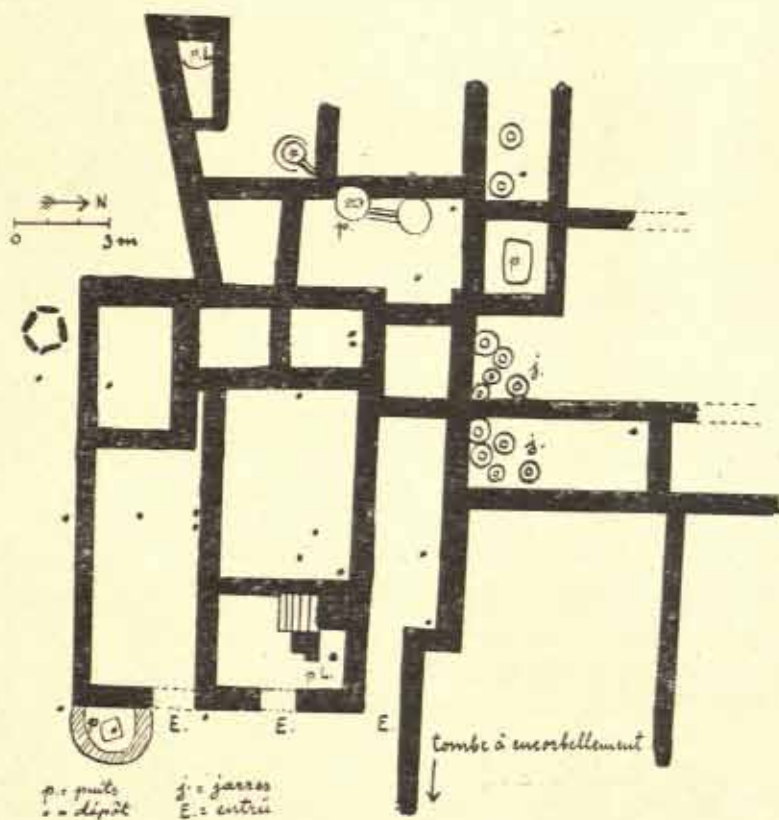 p.L.
N
0 3 m
p.
p
j.
j.
p.L.
E. E. E.
tombe à encorbellement
p. = puits j. = jarres
• = dépôt E. = entrée